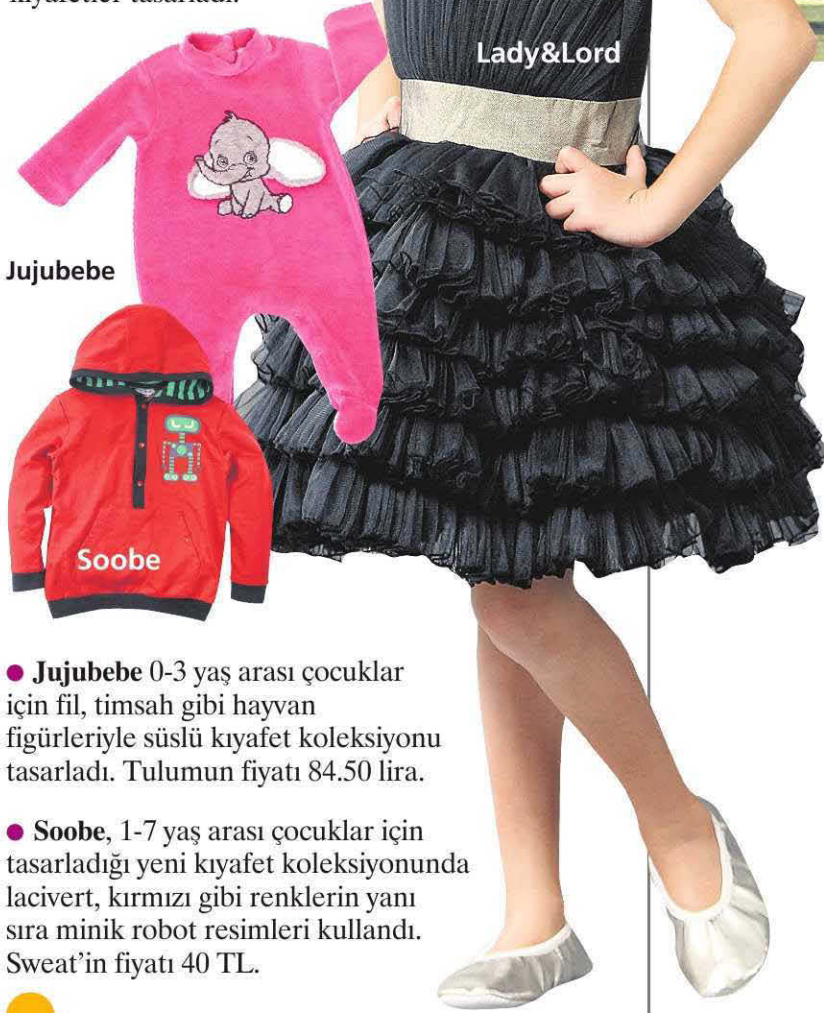 kıyafetler tasarladı.
Lady&Lord
Jujubebe
Soobe
● Jujubebe 0-3 yaş arası çocuklar
için fil, timsah gibi hayvan
figürleriyle süslü kıyafet koleksiyonu
tasarladı. Tulumun fiyatı 84.50 lira.
● Soobe, 1-7 yaş arası çocuklar için
tasarladığı yeni kıyafet koleksiyonunda
lacivert, kırmızı gibi renklerin yanı
sıra minik robot resimleri kullandı.
Sweat’in fiyatı 40 TL.